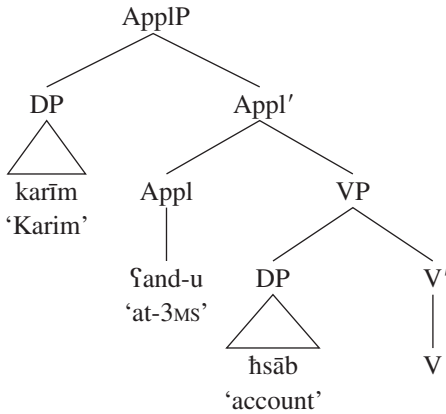 ApplP
DP Appl′
karīm Appl VP
‘Karim’
ʕand-u DP V′
‘at-3MS’
ħsāb V
‘account’